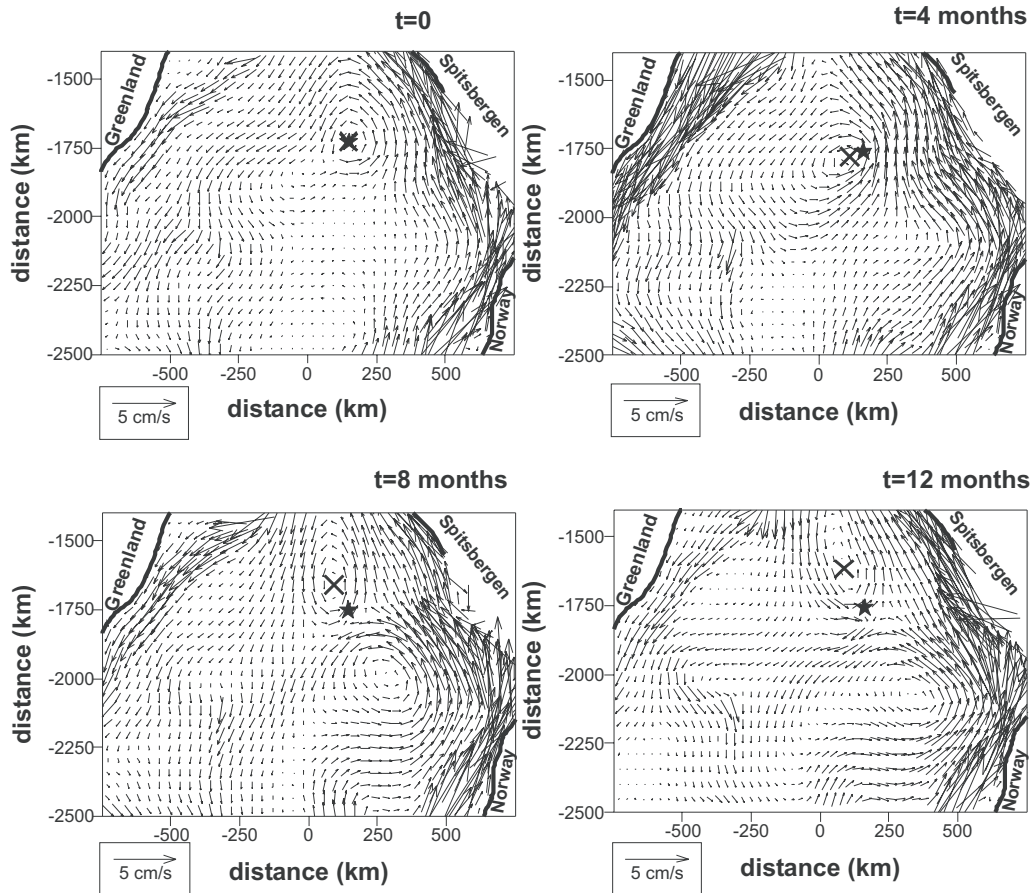 t=0
-1500
-1750
-2000
-2250
-2500
distance (km)
Greenland
Spitsbergen
Norway
-500 -250 0 250 500
distance (km)
5 cm/s
t=4 months
-1500
-1750
-2000
-2250
-2500
distance (km)
Greenland
Spitsbergen
Norway
-500 -250 0 250 500
distance (km)
5 cm/s
t=8 months
-1500
-1750
-2000
-2250
-2500
distance (km)
Greenland
Spitsbergen
Norway
-500 -250 0 250 500
distance (km)
5 cm/s
t=12 months
-1500
-1750
-2000
-2250
-2500
distance (km)
Greenland
Spitsbergen
Norway
-500 -250 0 250 500
distance (km)
5 cm/s